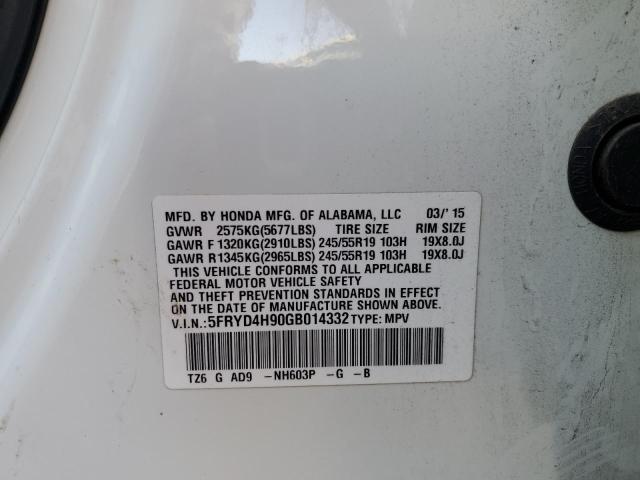 MFD. BY HONDA MFG. OF ALABAMA, LLC 03/'15
GVWR 2575KG(5677LBS) TIRE SIZE RIM SIZE
GAWR F 1320KG(2910LBS) 245/55R19 103H 19X8.0J
GAWR R1345KG(2965LBS) 245/55R19 103H 19X8.0J
THIS VEHICLE CONFORMS TO ALL APPLICABLE
FEDERAL MOTOR VEHICLE SAFETY
AND THEFT PREVENTION STANDARDS IN EFFECT
ON THE DATE OF MANUFACTURE SHOWN ABOVE.
V.I.N.:5FRYD4H90GB014332 TYPE: MPV
TZ6 G AD9 -NH603P -G -B